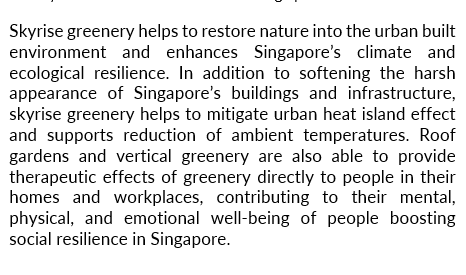 Skyrise greenery helps to restore nature into the urban built
environment and enhances Singapore’s climate and
ecological resilience. In addition to softening the harsh
appearance of Singapore’s buildings and infrastructure,
skyrise greenery helps to mitigate urban heat island effect
and supports reduction of ambient temperatures. Roof
gardens and vertical greenery are also able to provide
therapeutic effects of greenery directly to people in their
homes and workplaces, contributing to their mental,
physical, and emotional well-being of people boosting
social resilience in Singapore.